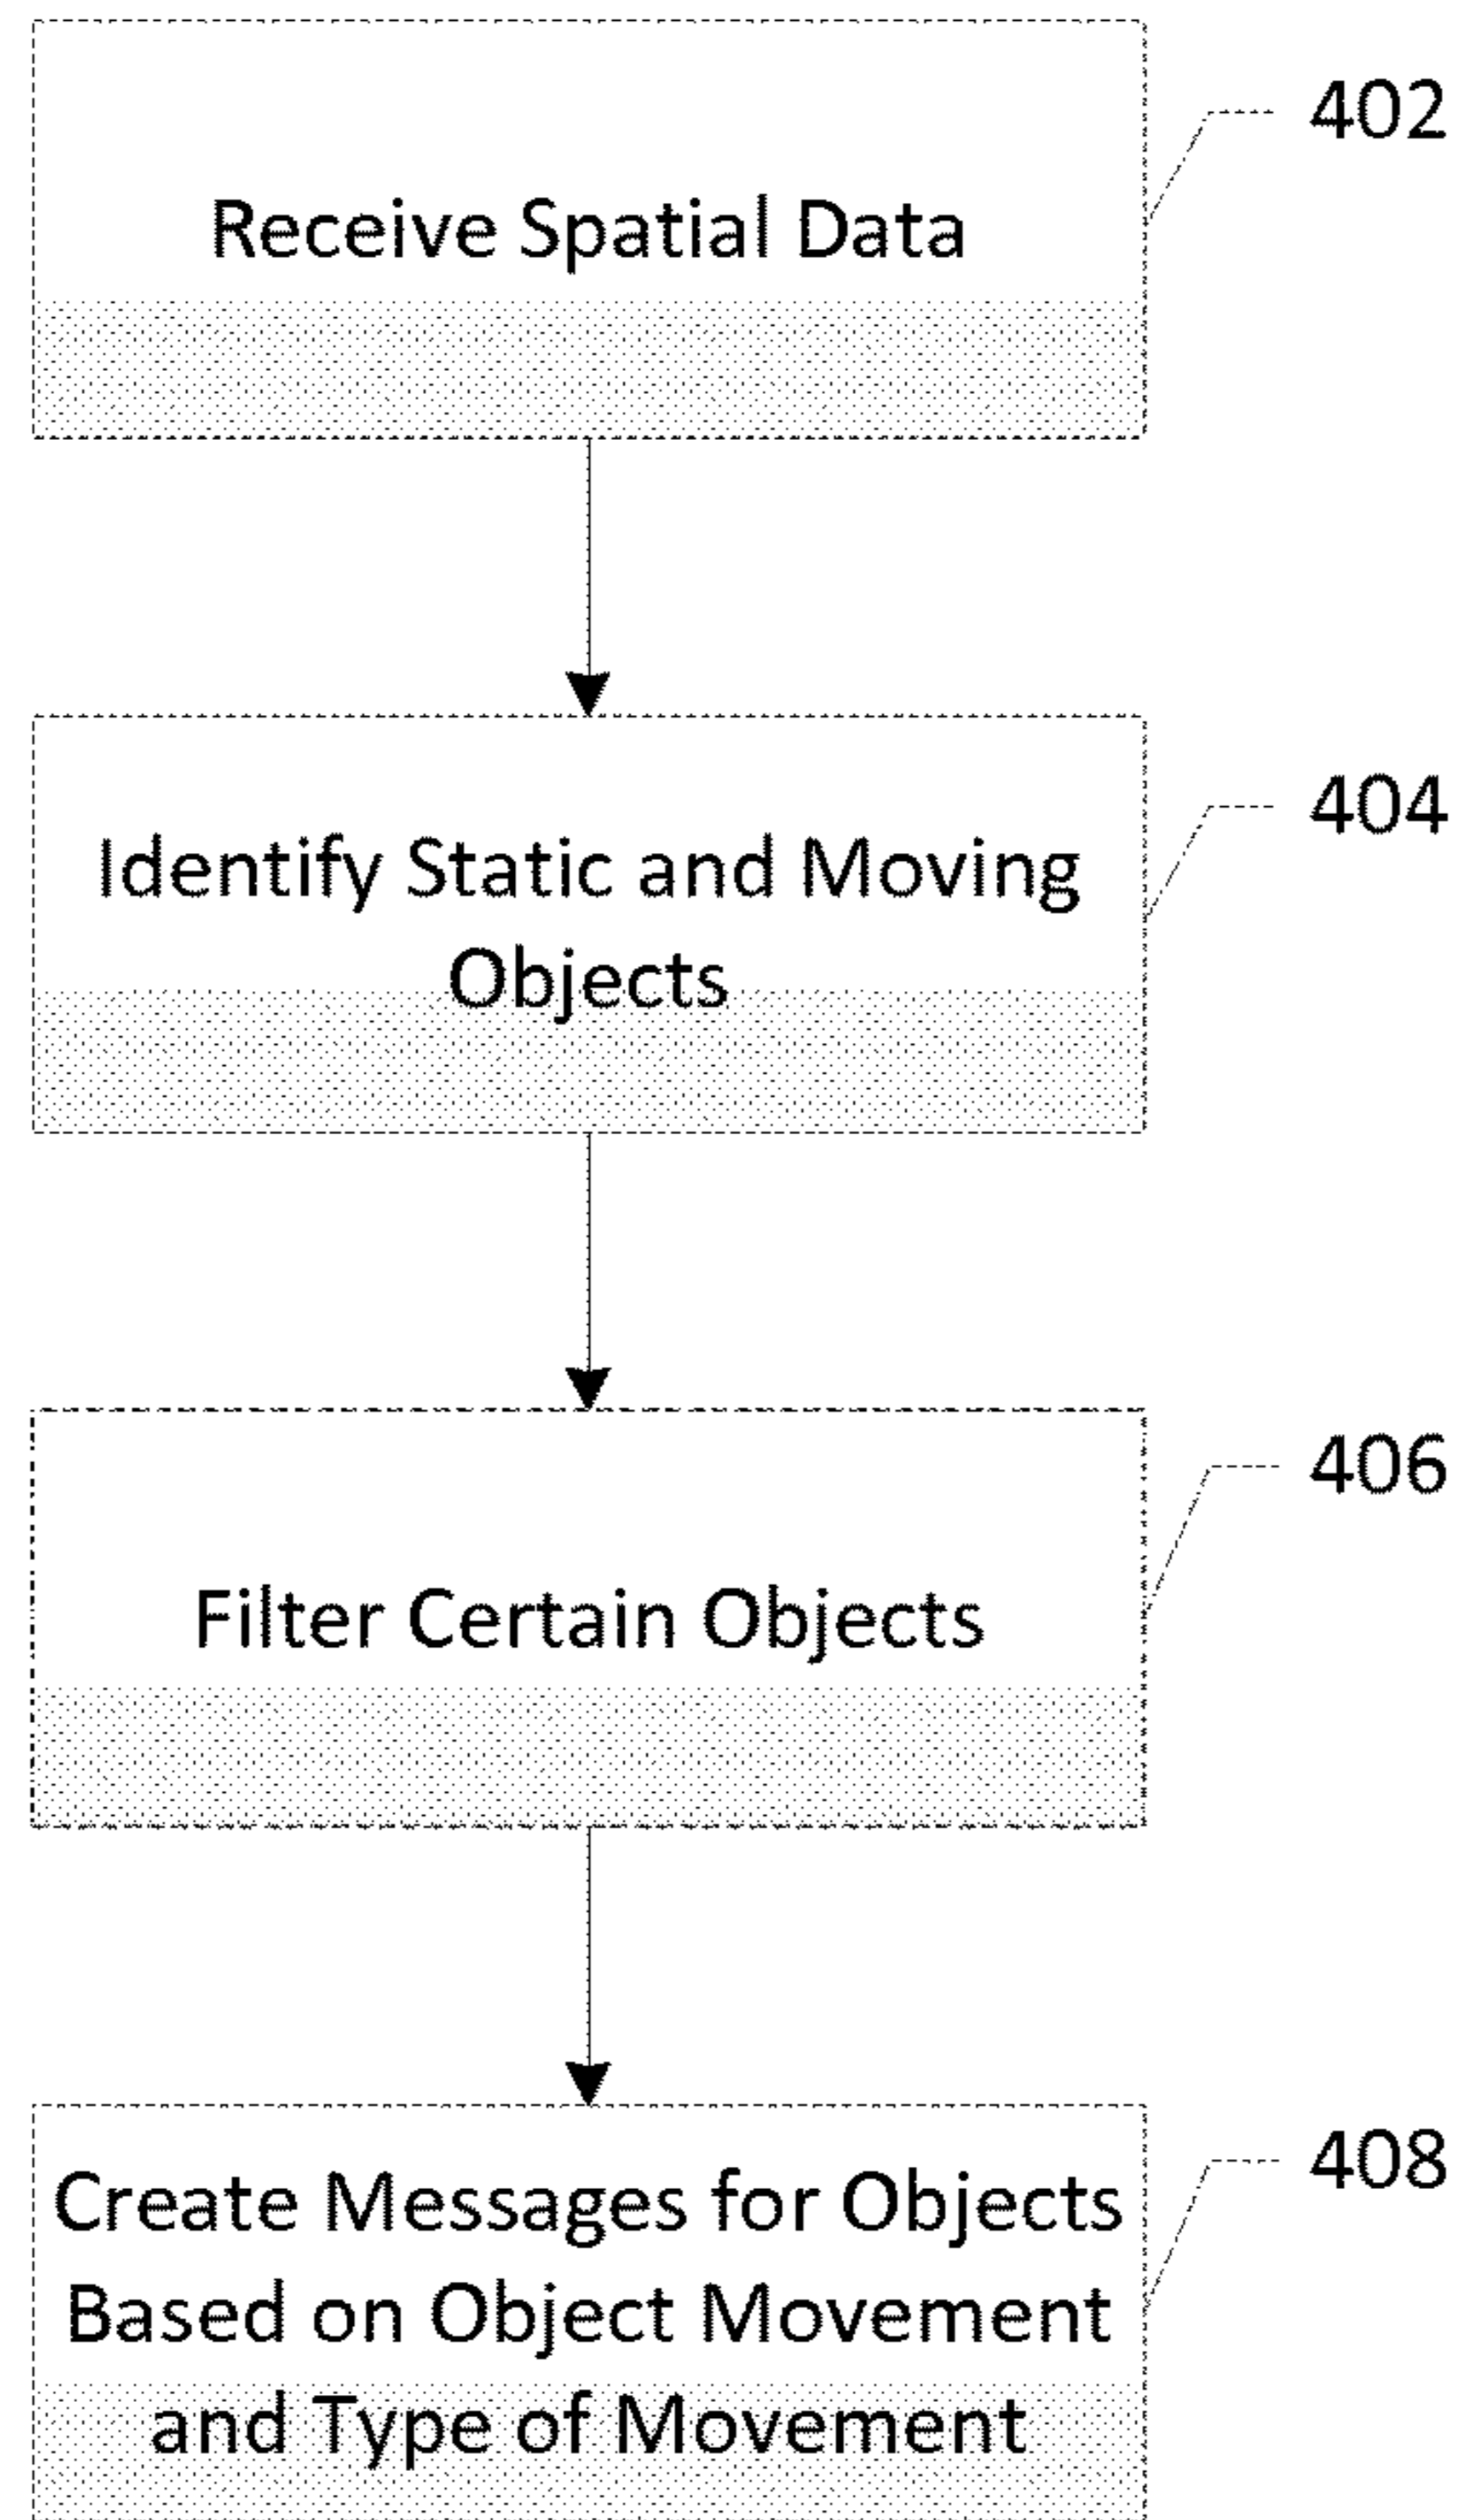 402
Receive Spatial Data
404
Identify Static and Moving
Objects
406
Filter Certain Objects
408
Create Messages for Objects
Based on Object Movement
and Type of Movement